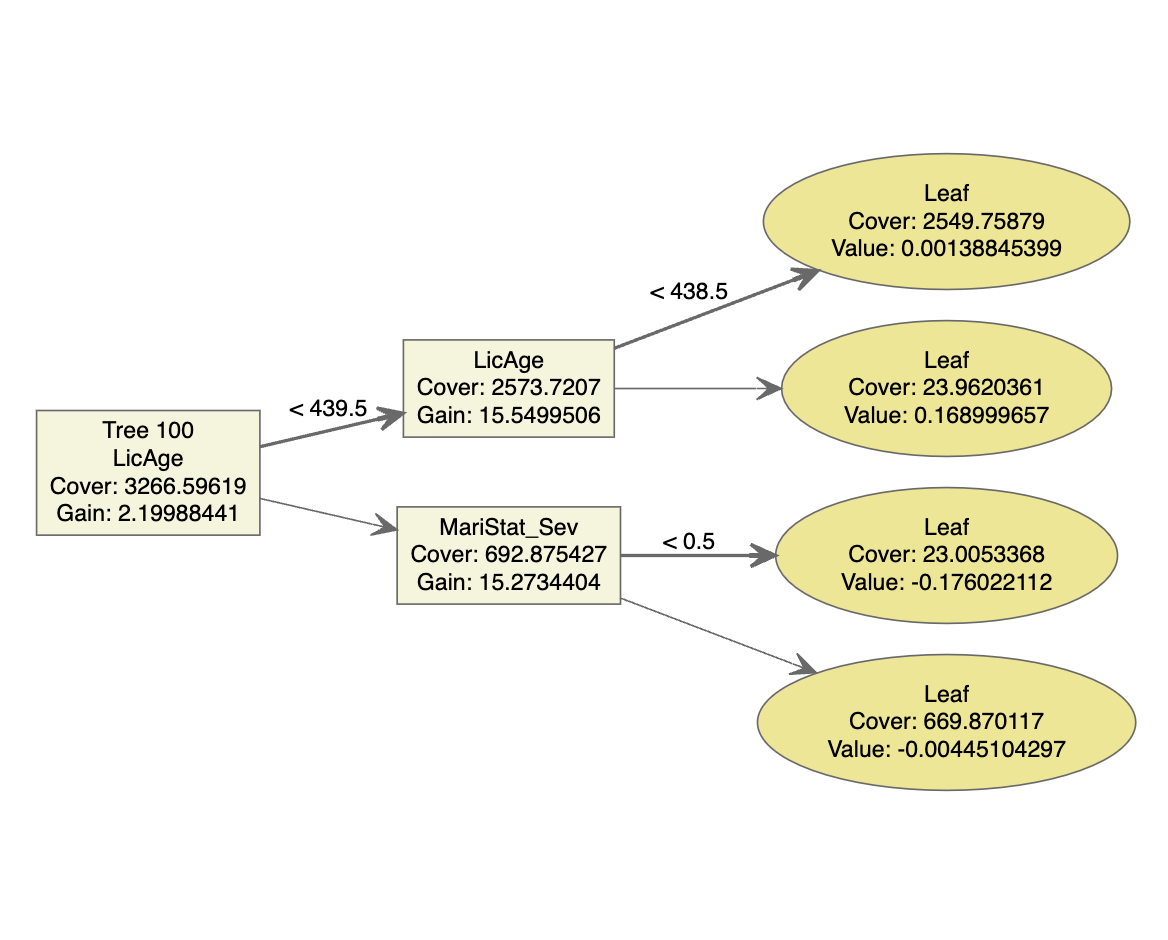 Tree 100
LicAge
Cover: 3266.59619
Gain: 2.19988441
< 439.5
LicAge
Cover: 2573.7207
Gain: 15.5499506
MariStat_Sev
Cover: 692.875427
Gain: 15.2734404
< 438.5
< 0.5
Leaf
Cover: 2549.75879
Value: 0.00138845399
Leaf
Cover: 23.9620361
Value: 0.168999657
Leaf
Cover: 23.0053368
Value: -0.176022112
Leaf
Cover: 669.870117
Value: -0.00445104297